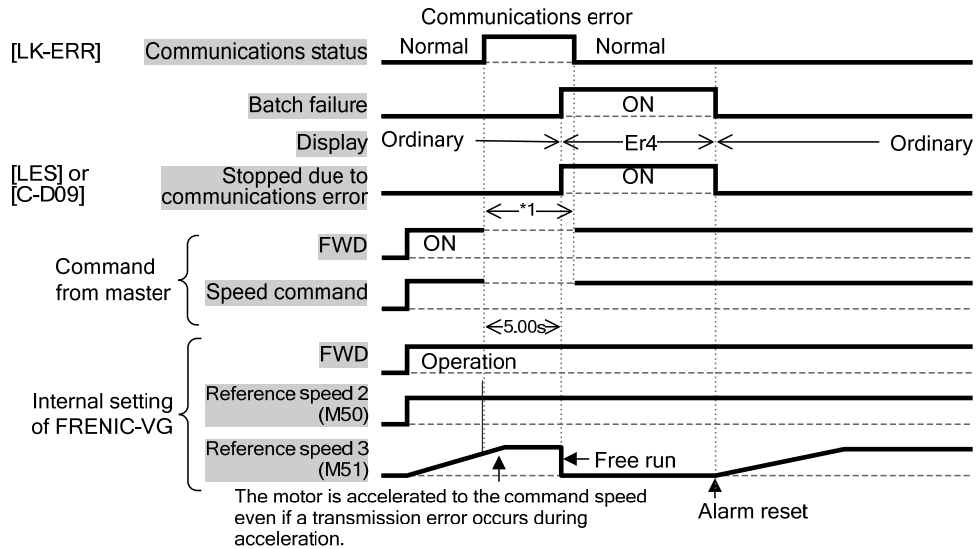 Communications error
[LK-ERR] Communications status Normal Normal
Batch failure ON
Display Ordinary Er4 Ordinary
[LES] or
[C-D09]
Stopped due to
communications error
ON
*1
Command
from master
FWD ON
Speed command
5.00s
Internal setting
of FRENIC-VG
FWD Operation
Reference speed 2
(M50)
Reference speed 3
(M51)
Free run
The motor is accelerated to the command speed
even if a transmission error occurs during
acceleration.
Alarm reset